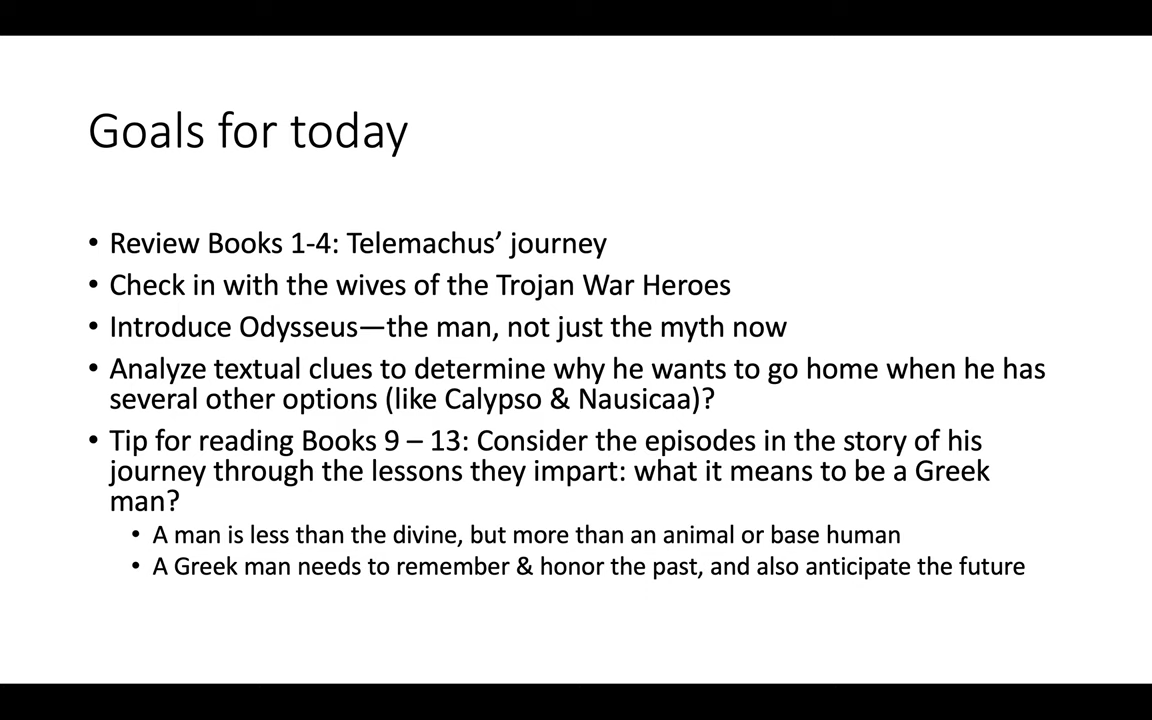 Goals for today
• Review Books 1-4: Telemachus’ journey
• Check in with the wives of the Trojan War Heroes
• Introduce Odysseus—the man, not just the myth now
• Analyze textual clues to determine why he wants to go home when he has
several other options (like Calypso & Nausicaa)?
• Tip for reading Books 9 – 13: Consider the episodes in the story of his
journey through the lessons they impart: what it means to be a Greek
man?
• A man is less than the divine, but more than an animal or base human
• A Greek man needs to remember & honor the past, and also anticipate the future